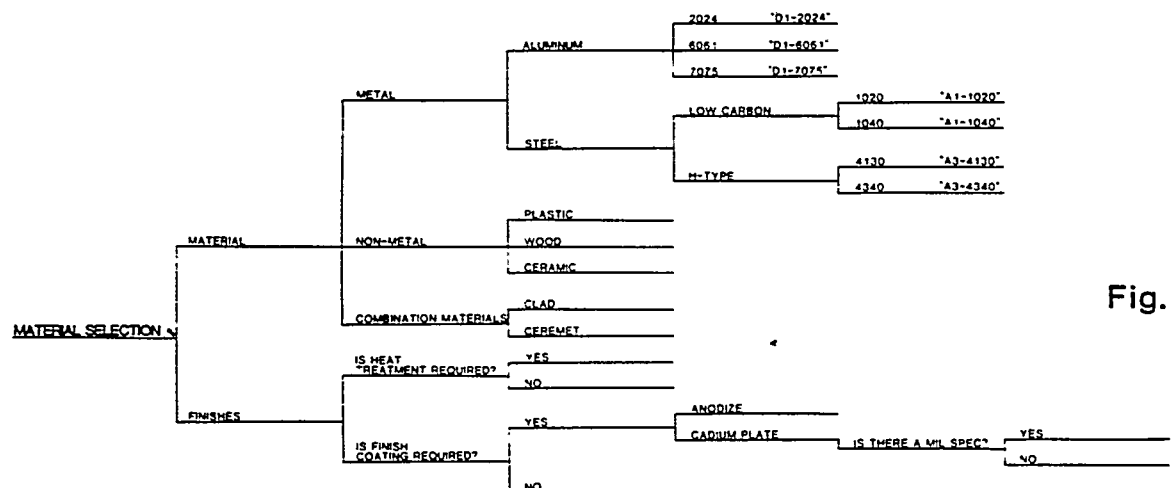 2024 "D1-2024"
ALUMINUM 6061 "D1-6061"
7075 "D1-7075"
METAL
1020 "A1-1020"
LOW CARBON
1040 "A1-1040"
STEEL
4130 "A3-4130"
H-TYPE
4340 "A3-4340"
PLASTIC
MATERIAL NON-METAL WOOD
CERAMIC
CLAD
COMBINATION MATERIALS
CEREMET
Fig.
MATERIAL SELECTION
IS HEAT
TREATMENT REQUIRED?
YES
NO
FINISHES
ANODIZE
YES
CADIUM PLATE
IS FINISH
COATING REQUIRED?
IS THERE A MIL SPEC?
YES
NO
NO